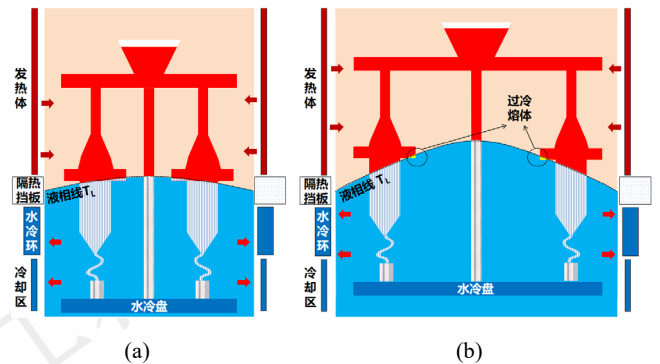 发热体
隔热
挡板
水冷环
冷却区
液相线 TL
水冷盘
(a)
发热体
隔热
挡板
水冷环
冷却区
过冷
熔体
液相线 TL
水冷盘
(b)